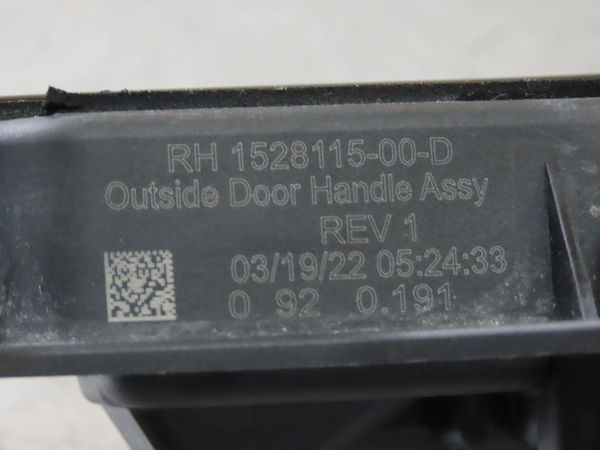 RH 1528115-00-D
Outside Door Handle Assy
REV 1
03/19/22 05:24:33
0 92 0.191